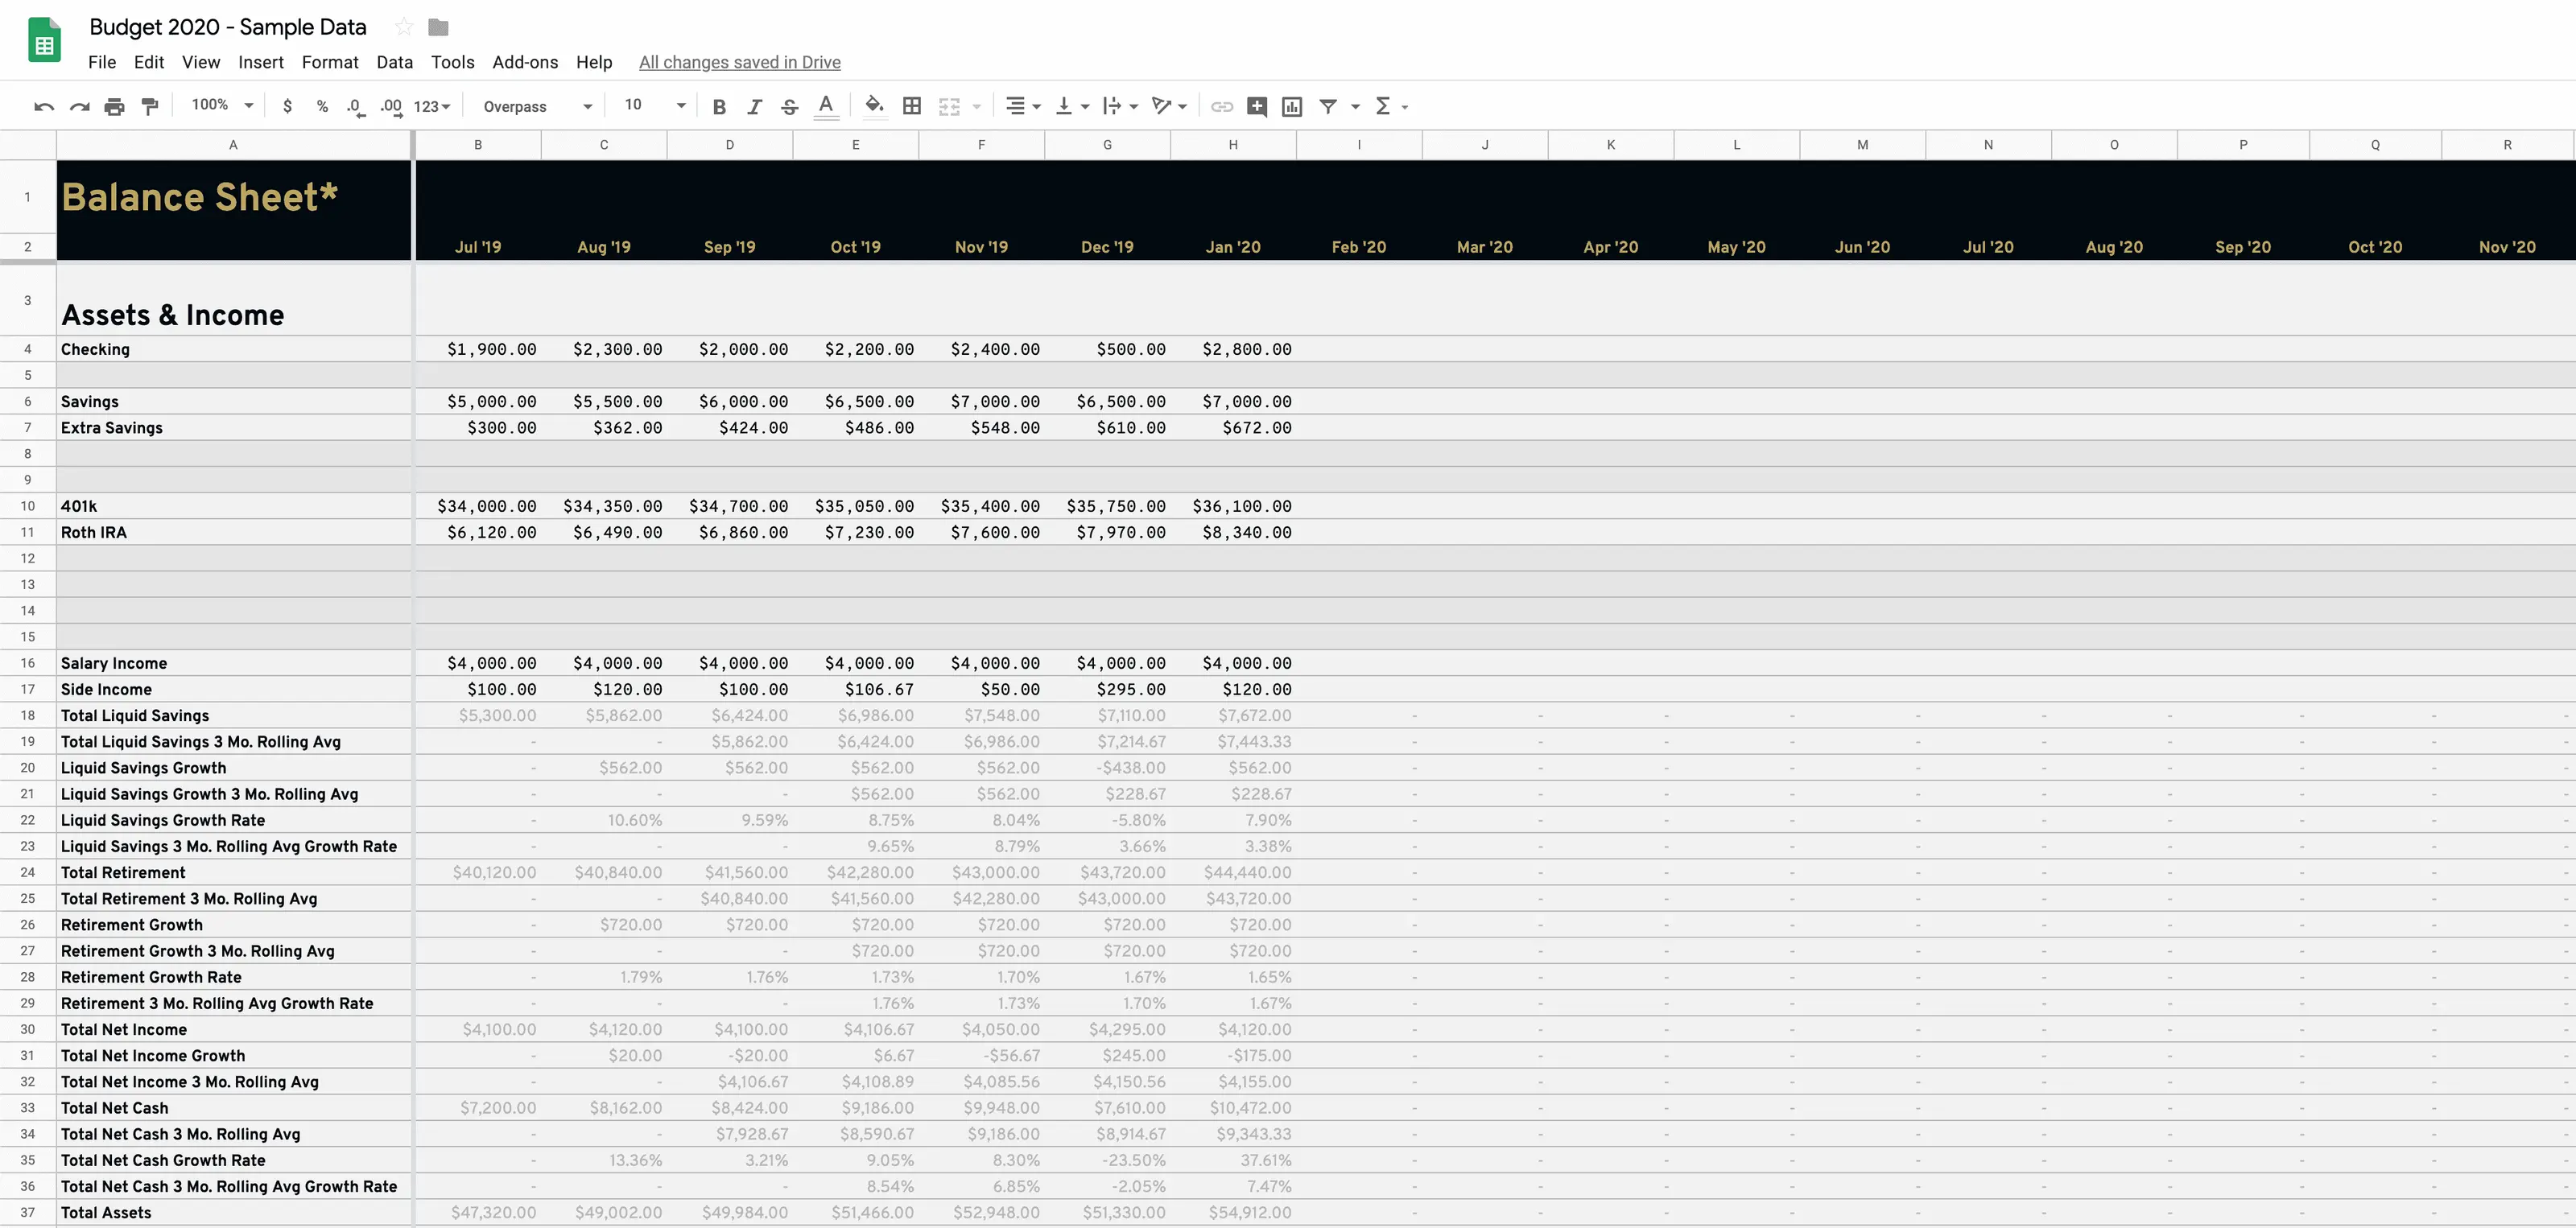 Budget 2020 - Sample Data
File Edit View Insert Format Data Tools Add-ons Help All changes saved in Drive
100% $ % .0 .00 123 Overpass 10 B I S A Σ
A B C D E F G H I J K L M N O P Q R
1 Balance Sheet*
2 Jul '19 Aug '19 Sep '19 Oct '19 Nov '19 Dec '19 Jan '20 Feb '20 Mar '20 Apr '20 May '20 Jun '20 Jul '20 Aug '20 Sep '20 Oct '20 Nov '20
3 Assets & Income
4 Checking $1,900.00 $2,300.00 $2,000.00 $2,200.00 $2,400.00 $500.00 $2,800.00
5
6 Savings $5,000.00 $5,500.00 $6,000.00 $6,500.00 $7,000.00 $6,500.00 $7,000.00
7 Extra Savings $300.00 $362.00 $424.00 $486.00 $548.00 $610.00 $672.00
8
9
10 401k $34,000.00 $34,350.00 $34,700.00 $35,050.00 $35,400.00 $35,750.00 $36,100.00
11 Roth IRA $6,120.00 $6,490.00 $6,860.00 $7,230.00 $7,600.00 $7,970.00 $8,340.00
12
13
14
15
16 Salary Income $4,000.00 $4,000.00 $4,000.00 $4,000.00 $4,000.00 $4,000.00 $4,000.00
17 Side Income $100.00 $120.00 $100.00 $106.67 $50.00 $295.00 $120.00
18 Total Liquid Savings $5,300.00 $5,862.00 $6,424.00 $6,986.00 $7,548.00 $7,110.00 $7,672.00 - - - - - - - - - -
19 Total Liquid Savings 3 Mo. Rolling Avg - - $5,862.00 $6,424.00 $6,986.00 $7,214.67 $7,443.33 - - - - - - - - - -
20 Liquid Savings Growth - $562.00 $562.00 $562.00 $562.00 -$438.00 $562.00 - - - - - - - - - -
21 Liquid Savings Growth 3 Mo. Rolling Avg - - - $562.00 $562.00 $228.67 $228.67 - - - - - - - - - -
22 Liquid Savings Growth Rate - 10.60% 9.59% 8.75% 8.04% -5.80% 7.90% - - - - - - - - - -
23 Liquid Savings 3 Mo. Rolling Avg Growth Rate - - - 9.65% 8.79% 3.66% 3.38% - - - - - - - - - -
24 Total Retirement $40,120.00 $40,840.00 $41,560.00 $42,280.00 $43,000.00 $43,720.00 $44,440.00 - - - - - - - - - -
25 Total Retirement 3 Mo. Rolling Avg - - $40,840.00 $41,560.00 $42,280.00 $43,000.00 $43,720.00 - - - - - - - - - -
26 Retirement Growth - $720.00 $720.00 $720.00 $720.00 $720.00 $720.00 - - - - - - - - - -
27 Retirement Growth 3 Mo. Rolling Avg - - - $720.00 $720.00 $720.00 $720.00 - - - - - - - - - -
28 Retirement Growth Rate - 1.79% 1.76% 1.73% 1.70% 1.67% 1.65% - - - - - - - - - -
29 Retirement 3 Mo. Rolling Avg Growth Rate - - - 1.76% 1.73% 1.70% 1.67% - - - - - - - - - -
30 Total Net Income $4,100.00 $4,120.00 $4,100.00 $4,106.67 $4,050.00 $4,295.00 $4,120.00 - - - - - - - - - -
31 Total Net Income Growth - $20.00 -$20.00 $6.67 -$56.67 $245.00 -$175.00 - - - - - - - - - -
32 Total Net Income 3 Mo. Rolling Avg - - $4,106.67 $4,108.89 $4,085.56 $4,150.56 $4,155.00 - - - - - - - - - -
33 Total Net Cash $7,200.00 $8,162.00 $8,424.00 $9,186.00 $9,948.00 $7,610.00 $10,472.00 - - - - - - - - - -
34 Total Net Cash 3 Mo. Rolling Avg - - $7,928.67 $8,590.67 $9,186.00 $8,914.67 $9,343.33 - - - - - - - - - -
35 Total Net Cash Growth Rate - 13.36% 3.21% 9.05% 8.30% -23.50% 37.61% - - - - - - - - - -
36 Total Net Cash 3 Mo. Rolling Avg Growth Rate - - - 8.54% 6.85% -2.05% 7.47% - - - - - - - - - -
37 Total Assets $47,320.00 $49,002.00 $49,984.00 $51,466.00 $52,948.00 $51,330.00 $54,912.00 - - - - - - - - - -